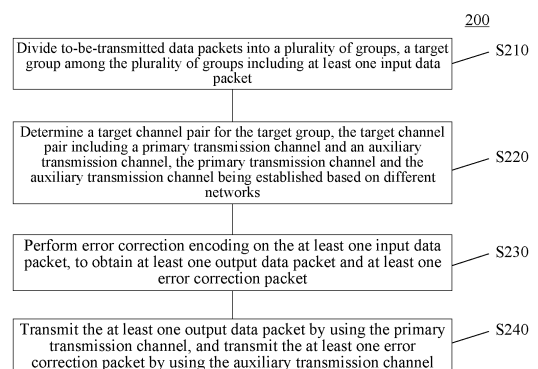 200
Divide to-be-transmitted data packets into a plurality of groups, a target
group among the plurality of groups including at least one input data
packet
S210
Determine a target channel pair for the target group, the target channel
pair including a primary transmission channel and an auxiliary
transmission channel, the primary transmission channel and the
auxiliary transmission channel being established based on different
networks
S220
Perform error correction encoding on the at least one input data
packet, to obtain at least one output data packet and at least one
error correction packet
S230
Transmit the at least one output data packet by using the primary
transmission channel, and transmit the at least one error
correction packet by using the auxiliary transmission channel
S240